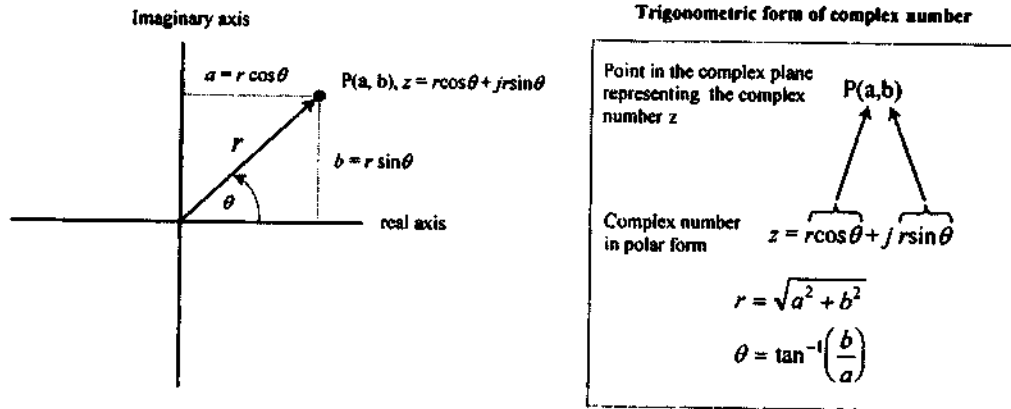 Imaginary axis
a = r cosθ
P(a, b), z = rcosθ + jrsinθ
r
b = r sinθ
θ
real axis
Trigonometric form of complex number
Point in the complex plane
representing the complex
number z
P(a,b)
Complex number
in polar form
z = rcosθ + j rsinθ
r = √a² + b²
θ = tan⁻¹(b/a)